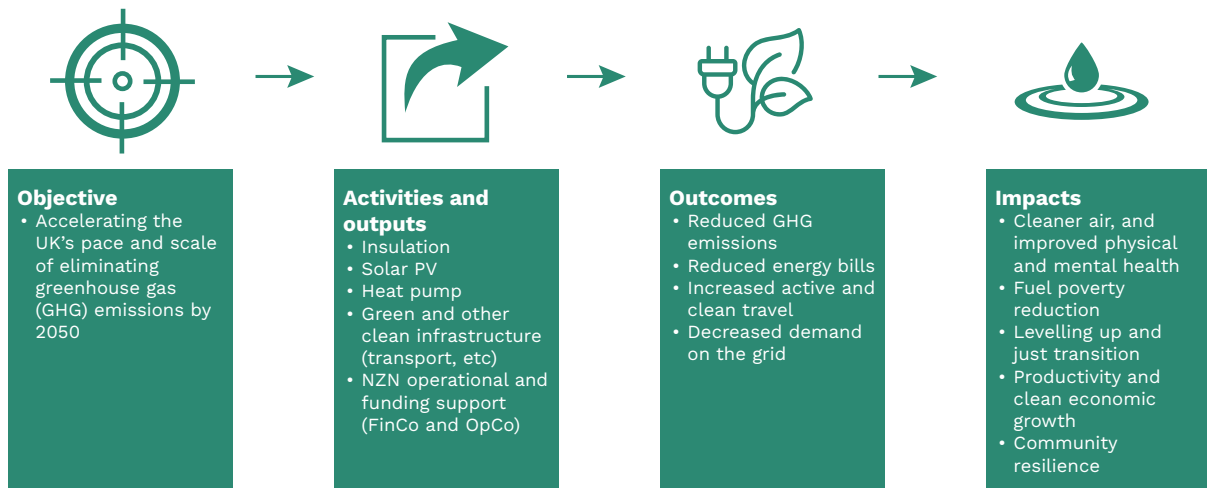 Objective
• Accelerating the
UK’s pace and scale
of eliminating
greenhouse gas
(GHG) emissions by
2050
Activities and
outputs
• Insulation
• Solar PV
• Heat pump
• Green and other
clean infrastructure
(transport, etc)
• NZN operational and
funding support
(FinCo and OpCo)
Outcomes
• Reduced GHG
emissions
• Reduced energy bills
• Increased active and
clean travel
• Decreased demand
on the grid
Impacts
• Cleaner air, and
improved physical
and mental health
• Fuel poverty
reduction
• Levelling up and
just transition
• Productivity and
clean economic
growth
• Community
resilience